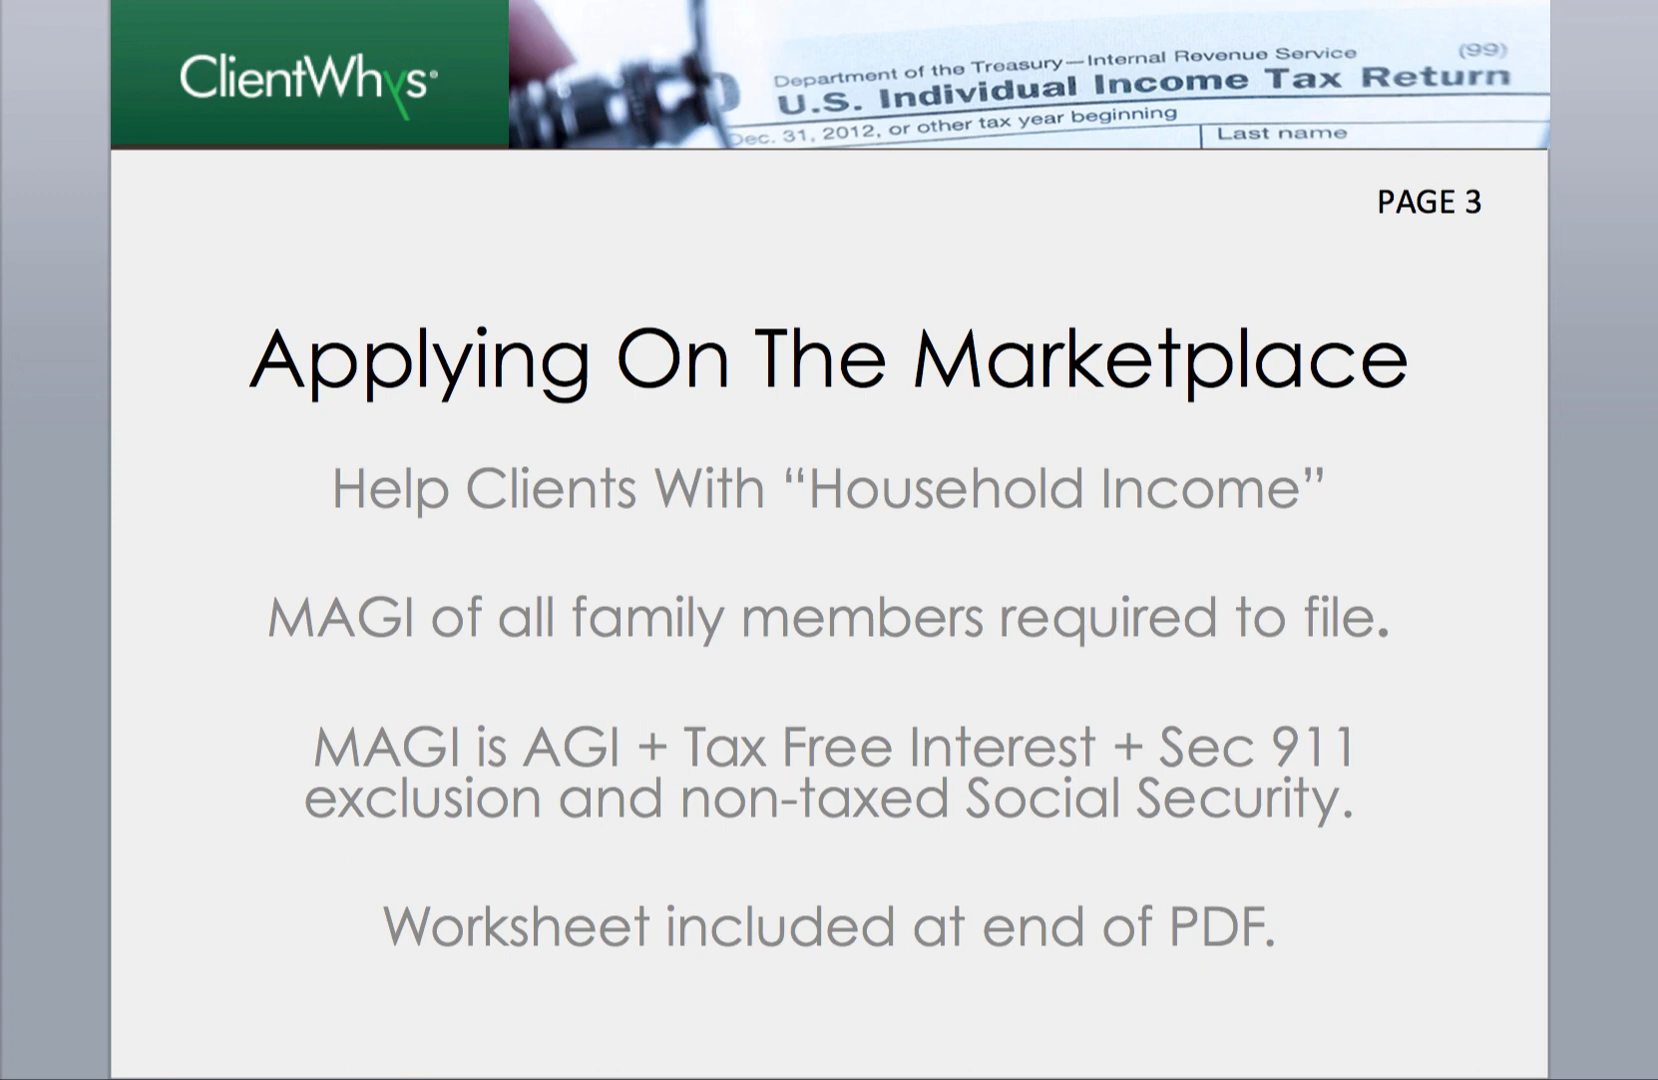 ClientWhys
Department of the Treasury—Internal Revenue Service (99)
U.S. Individual Income Tax Return
Dec. 31, 2012, or other tax year beginning
Last name
PAGE 3
Applying On The Marketplace
Help Clients With “Household Income”
MAGI of all family members required to file.
MAGI is AGI + Tax Free Interest + Sec 911
exclusion and non-taxed Social Security.
Worksheet included at end of PDF.